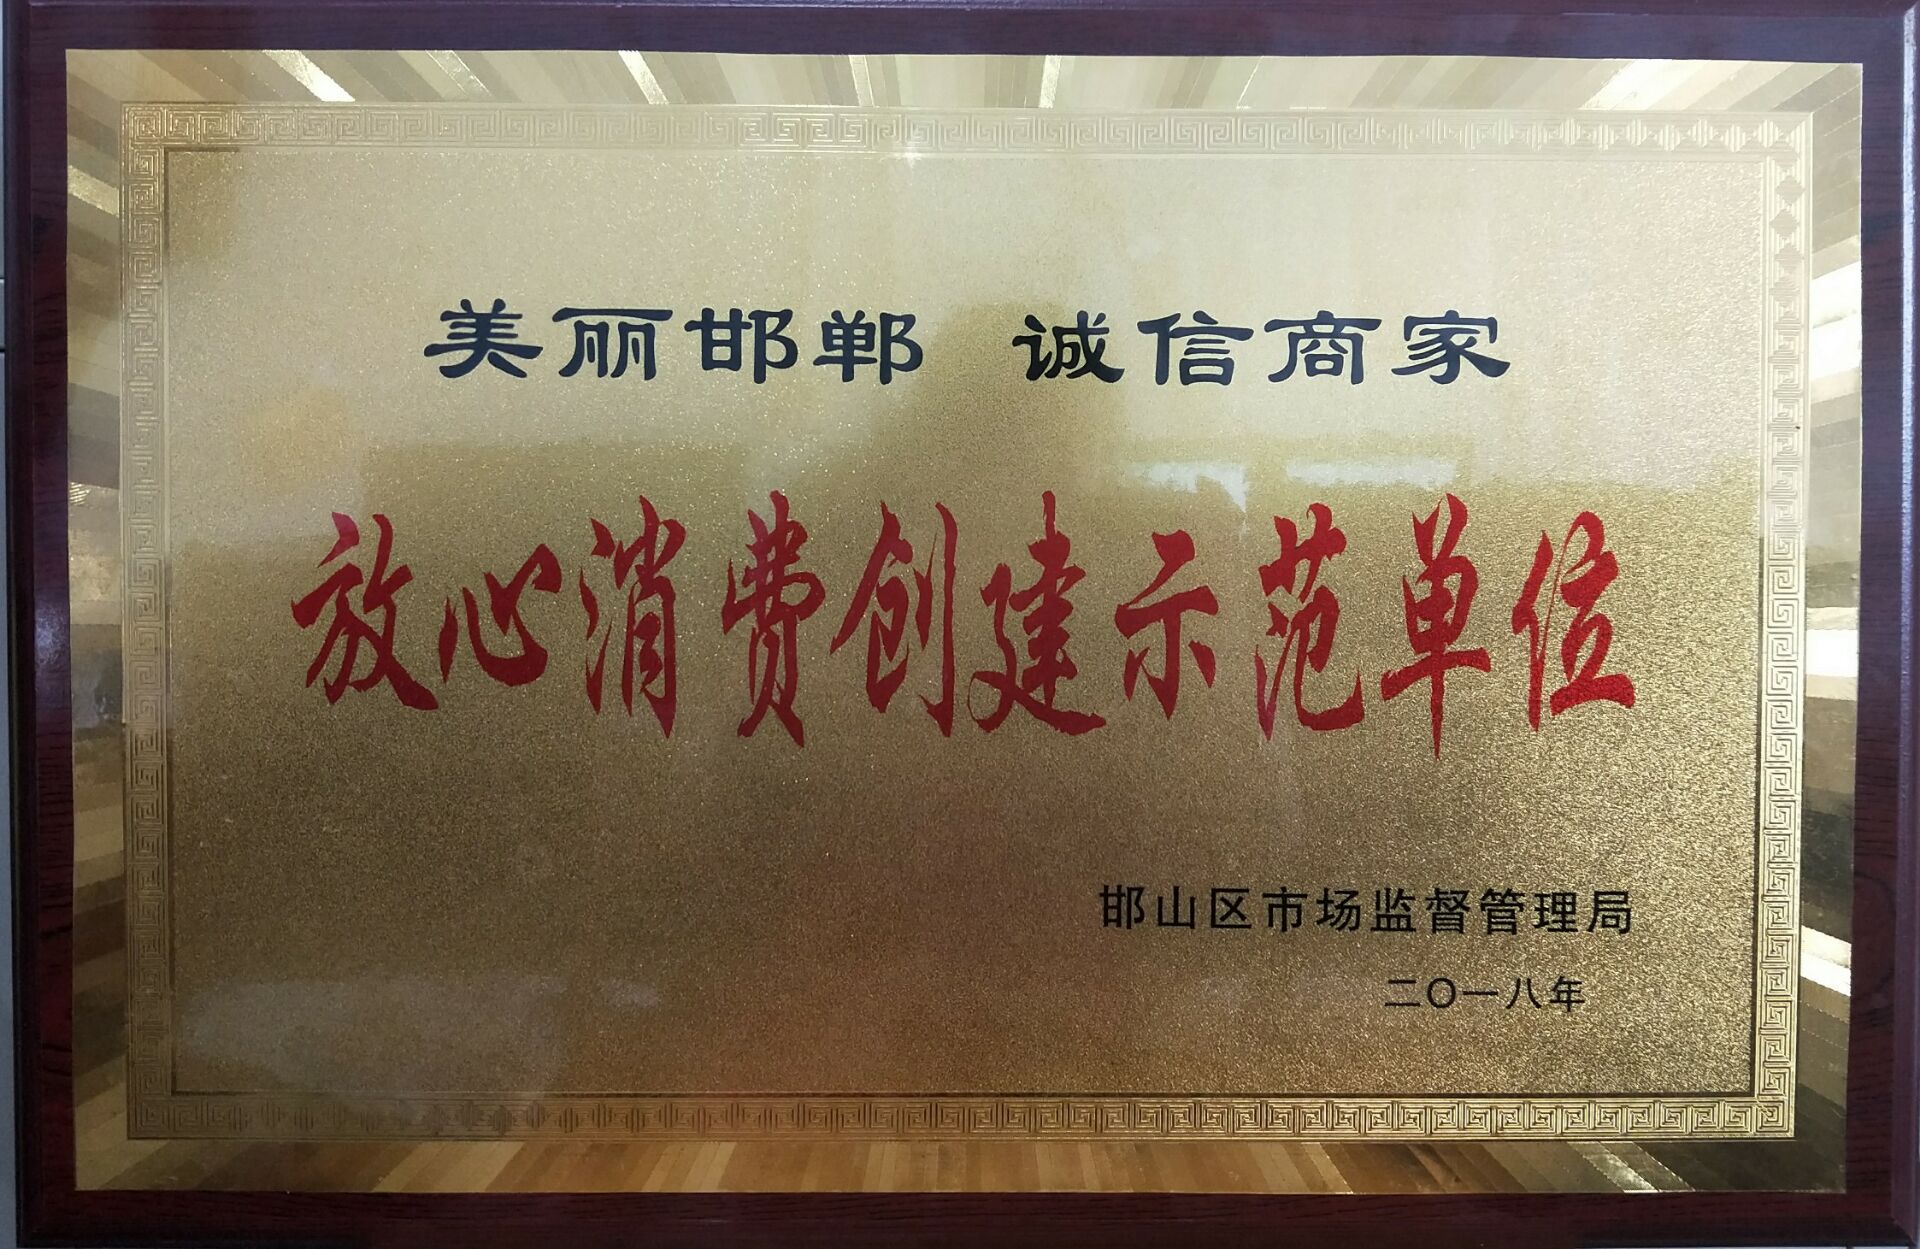 美丽邯郸 诚信商家
放心消费创建示范单位
邯山区市场监督管理局
二〇一八年